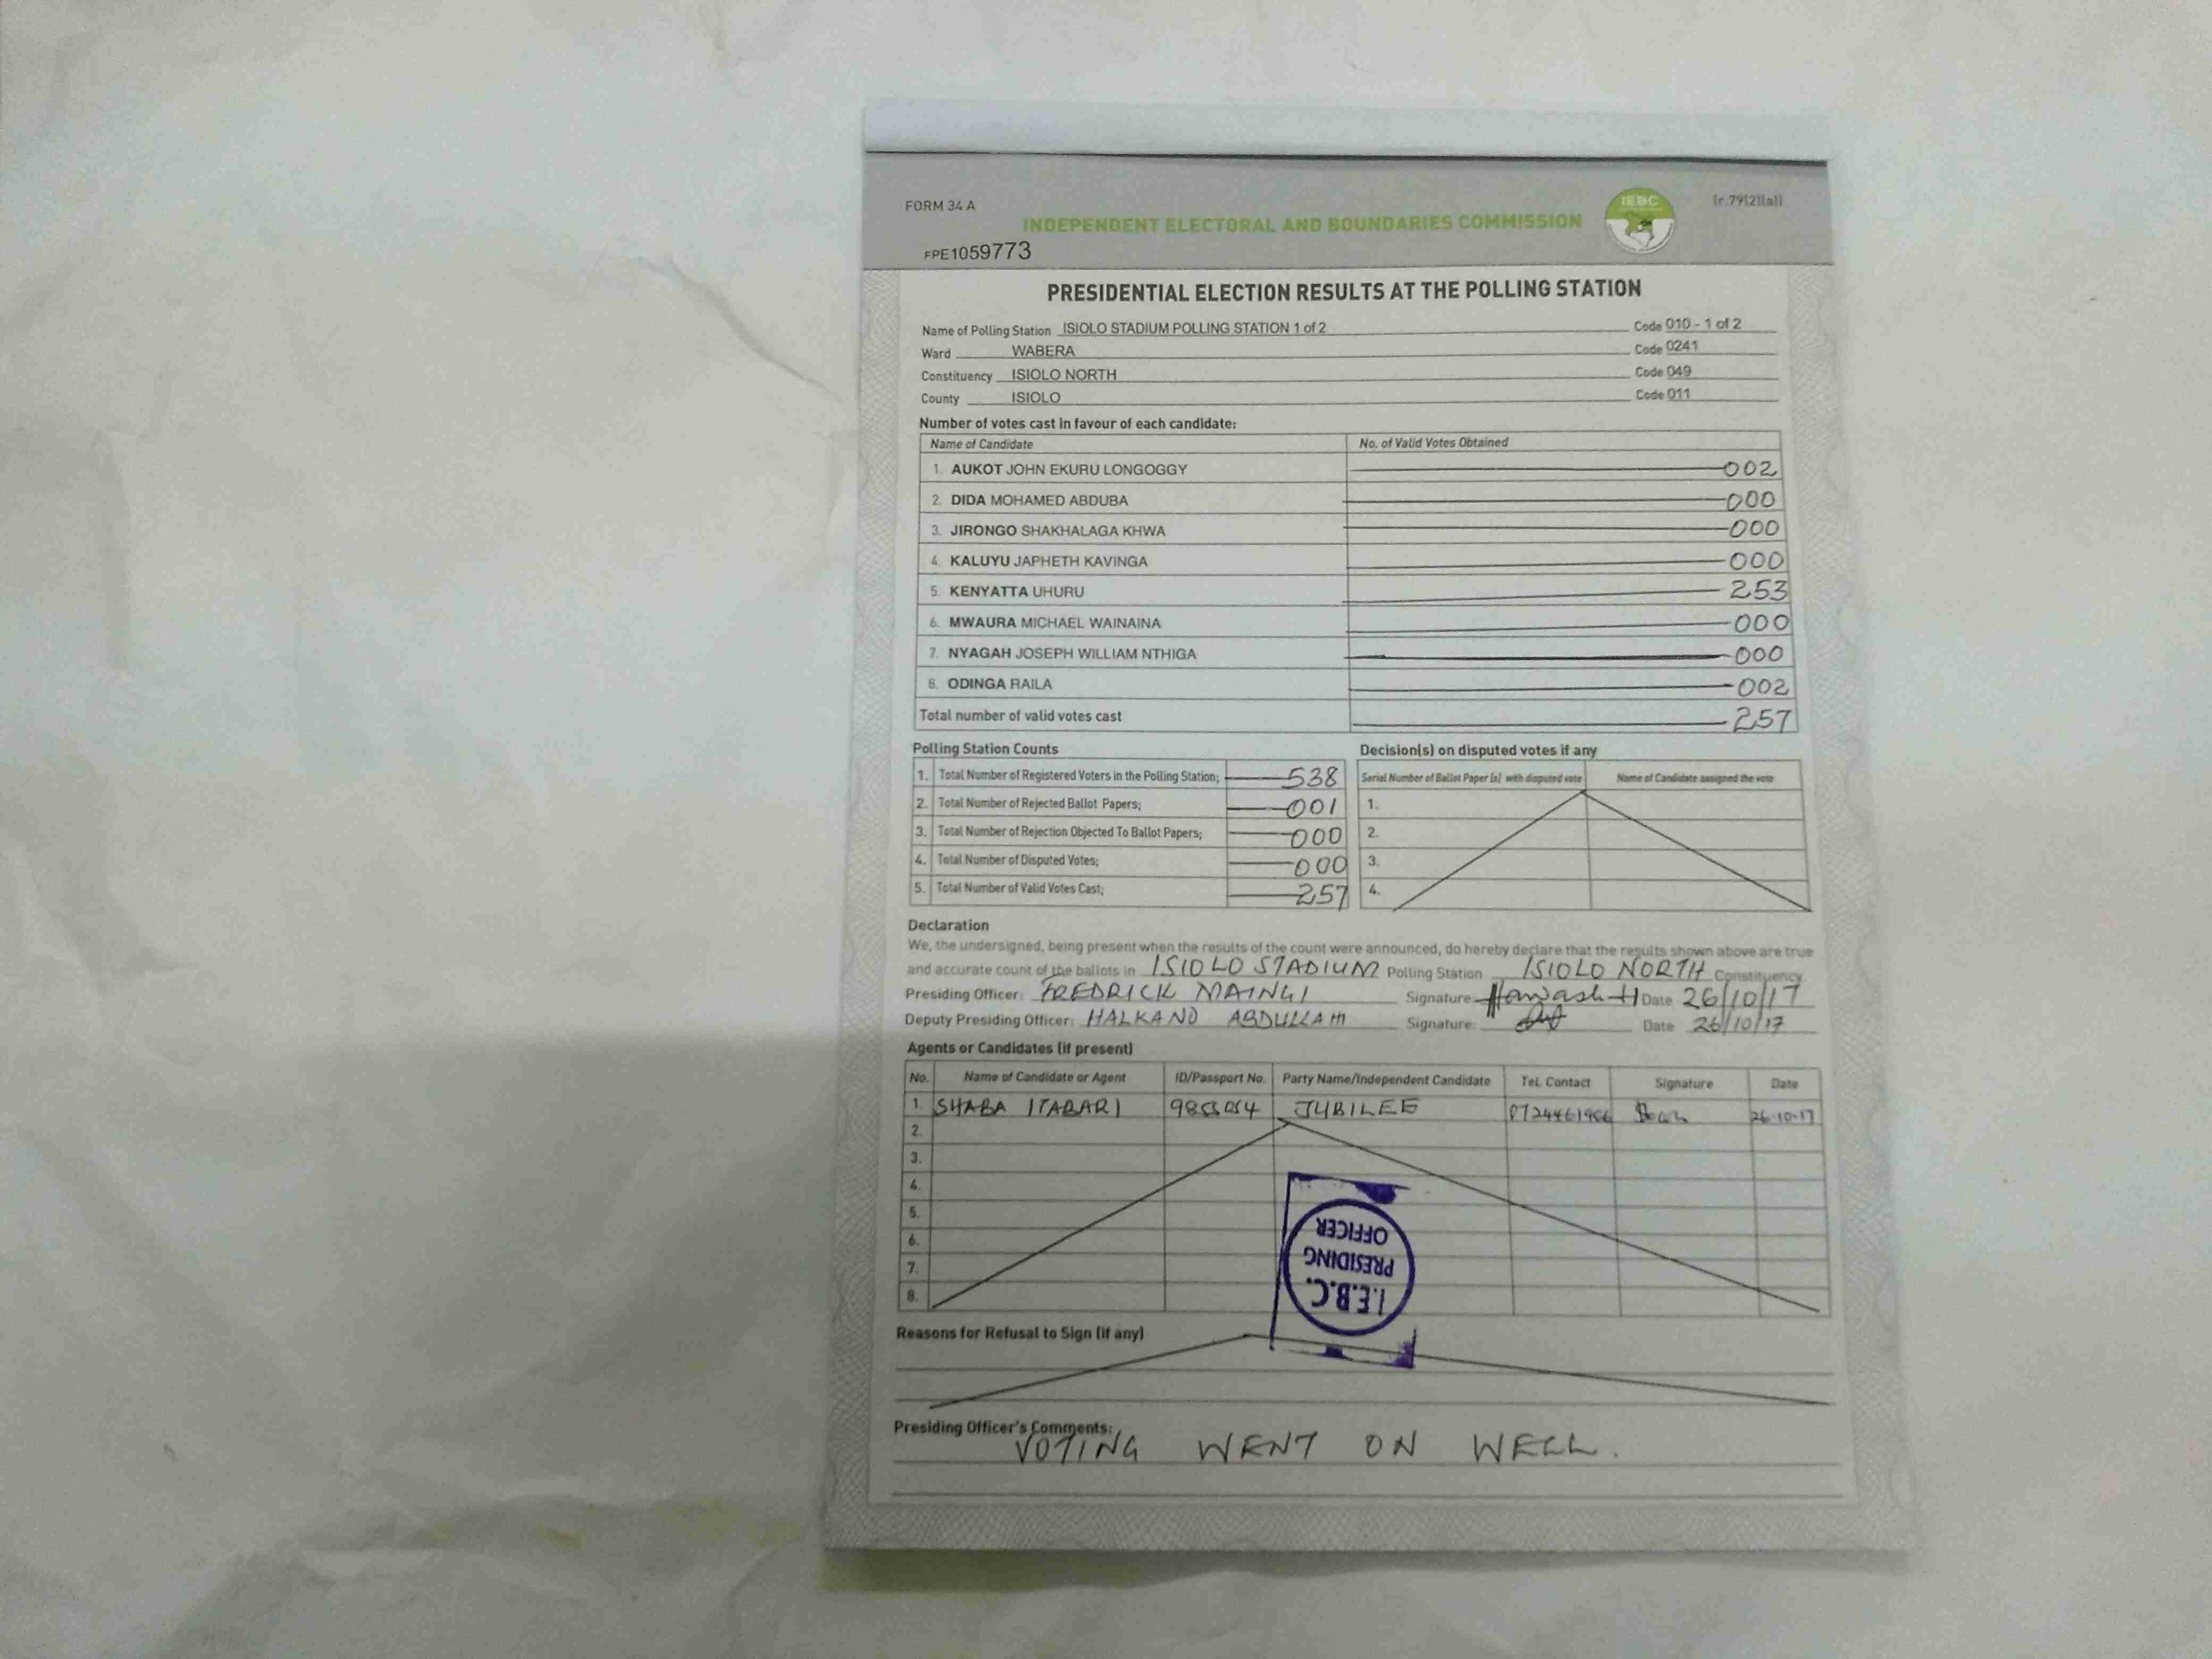 FORM 34 A
INDEPENDENT ELECTORAL AND BOUNDARIES COMMISSION
IEBC
(r.79(2)(a))
FPE1059773
PRESIDENTIAL ELECTION RESULTS AT THE POLLING STATION
Name of Polling Station ISIOLO STADIUM POLLING STATION 1 of 2 Code 010 - 1 of 2
Ward WABERA Code 0241
Constituency ISIOLO NORTH Code 049
County ISIOLO Code 011
Number of votes cast in favour of each candidate:
Name of Candidate No. of Valid Votes Obtained
1. AUKOT JOHN EKURU LONGOGGY 002
2. DIDA MOHAMED ABDUBA 000
3. JIRONGO SHAKHALAGA KHWA 000
4. KALUYU JAPHETH KAVINGA 000
5. KENYATTA UHURU 253
6. MWAURA MICHAEL WAINAINA 000
7. NYAGAH JOSEPH WILLIAM NTHIGA 000
8. ODINGA RAILA 002
Total number of valid votes cast 257
Polling Station Counts
1. Total Number of Registered Voters in the Polling Station; 538
2. Total Number of Rejected Ballot Papers; 001
3. Total Number of Rejection Objected To Ballot Papers; 000
4. Total Number of Disputed Votes; 000
5. Total Number of Valid Votes Cast; 257
Decision(s) on disputed votes if any
Serial Number of Ballot Paper (s) with disputed vote Name of Candidate assigned the vote
1.
2.
3.
4.
Declaration
We, the undersigned, being present when the results of the count were announced, do hereby declare that the results shown above are true
and accurate count of the ballots in ISIOLO STADIUM Polling Station ISIOLO NORTH Constituency
Presiding Officer: FREDRICK MAINGI Signature: Date 26/10/17
Deputy Presiding Officer: HALKANO ABDULLAHI Signature: Date 26/10/17
Agents or Candidates (if present)
No. Name of Candidate or Agent ID/Passport No. Party Name/Independent Candidate Tel. Contact Signature Date
1. SHABA ITABARI JUBILEE 26-10-17
2.
3.
4.
5.
6.
7.
8.
I.E.B.C.
PRESIDING
OFFICER
Reasons for Refusal to Sign (if any)
Presiding Officer's Comments:
VOTING WENT ON WELL.